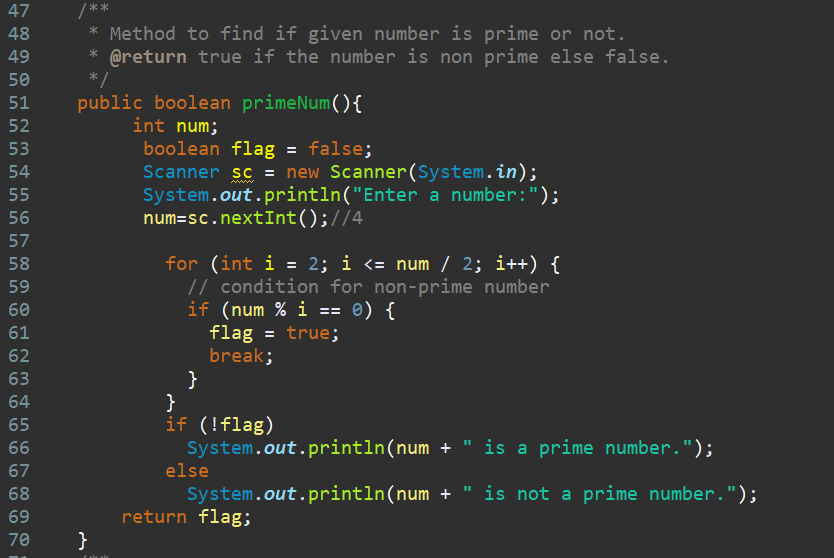 47 /**
48 * Method to find if given number is prime or not.
49 * @return true if the number is non prime else false.
50 */
51 public boolean primeNum(){
52 int num;
53 boolean flag = false;
54 Scanner sc = new Scanner(System.in);
55 System.out.println("Enter a number:");
56 num=sc.nextInt();//4
57
58 for (int i = 2; i <= num / 2; i++) {
59 // condition for non-prime number
60 if (num % i == 0) {
61 flag = true;
62 break;
63 }
64 }
65 if (!flag)
66 System.out.println(num + " is a prime number.");
67 else
68 System.out.println(num + " is not a prime number.");
69 return flag;
70 }